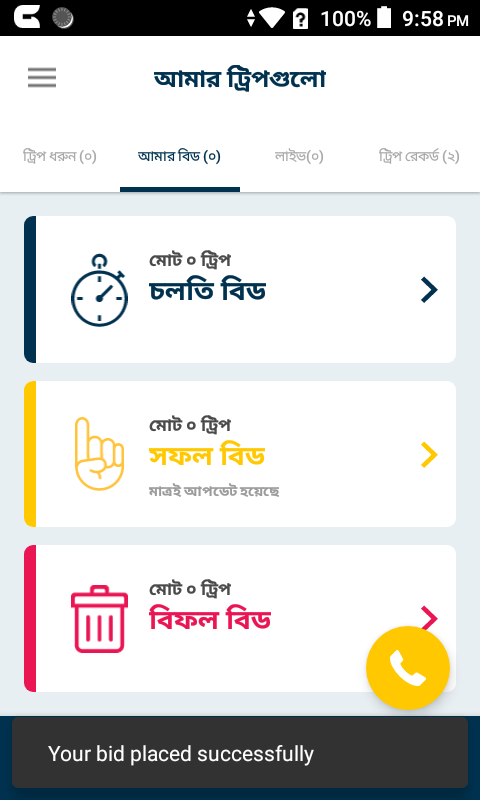 100% 9:58 PM
আমার ট্রিপগুলো
ট্রিপ ধরুন (০) আমার বিড (০) লাইভ(০) ট্রিপ রেকর্ড (২)
মোট ০ ট্রিপ
চলতি বিড
মোট ০ ট্রিপ
সফল বিড
মাত্রই আপডেট হয়েছে
মোট ০ ট্রিপ
বিফল বিড
Your bid placed successfully